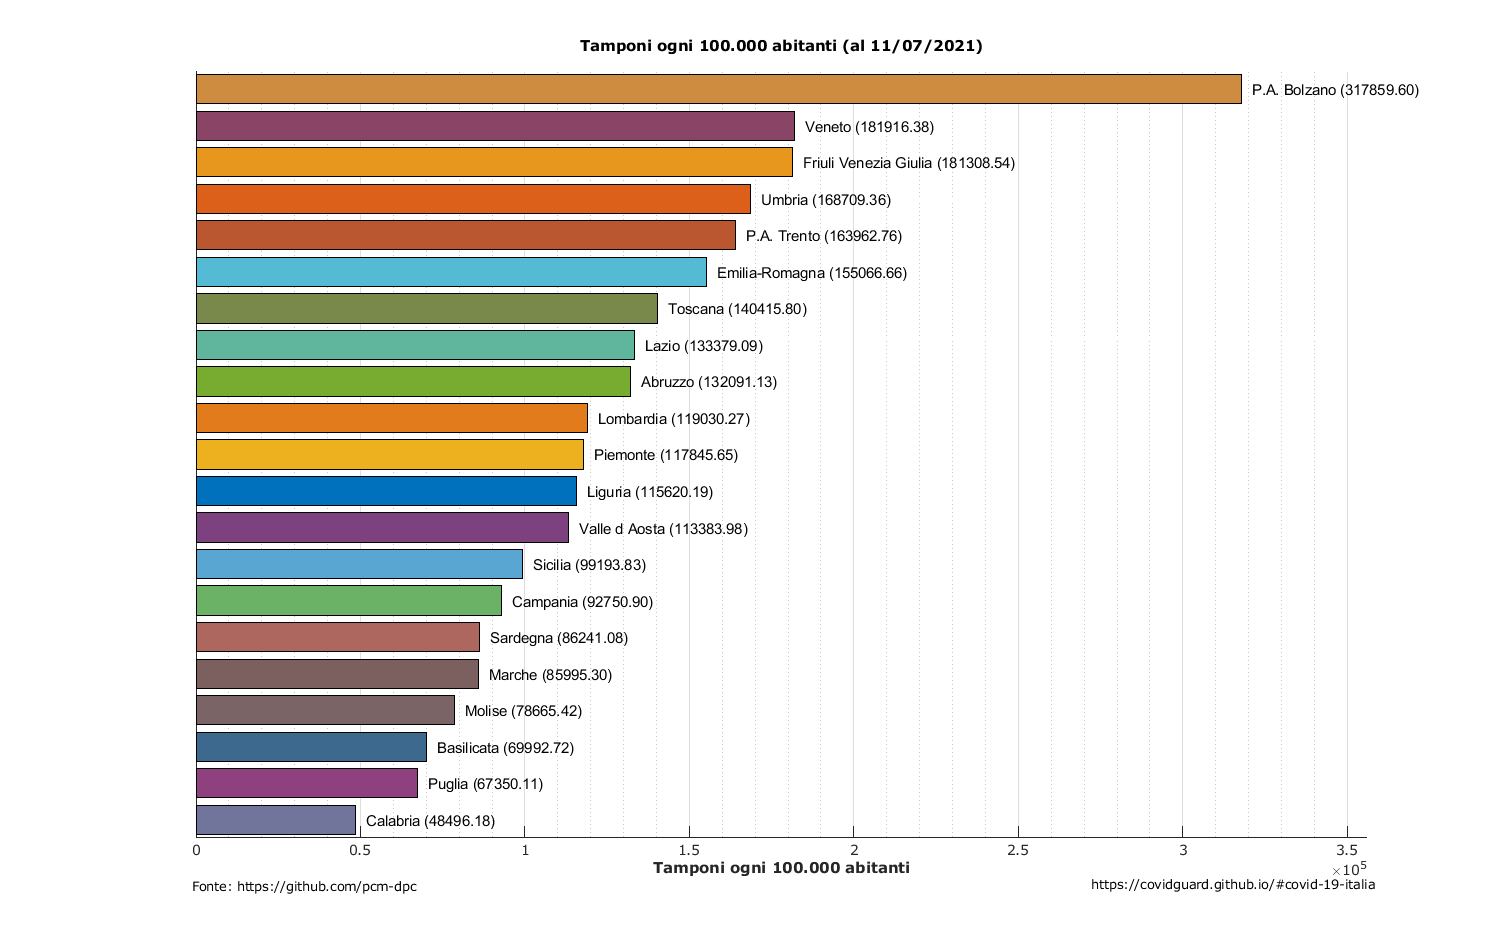 Tamponi ogni 100.000 abitanti (al 11/07/2021)
P.A. Bolzano (317859.60)
Veneto (181916.38)
Friuli Venezia Giulia (181308.54)
Umbria (168709.36)
P.A. Trento (163962.76)
Emilia-Romagna (155066.66)
Toscana (140415.80)
Lazio (133379.09)
Abruzzo (132091.13)
Lombardia (119030.27)
Piemonte (117845.65)
Liguria (115620.19)
Valle d Aosta (113383.98)
Sicilia (99193.83)
Campania (92750.90)
Sardegna (86241.08)
Marche (85995.30)
Molise (78665.42)
Basilicata (69992.72)
Puglia (67350.11)
Calabria (48496.18)
0 0.5 1 1.5 2 2.5 3 3.5
×10⁵
Tamponi ogni 100.000 abitanti
Fonte: https://github.com/pcm-dpc
https://covidguard.github.io/#covid-19-italia